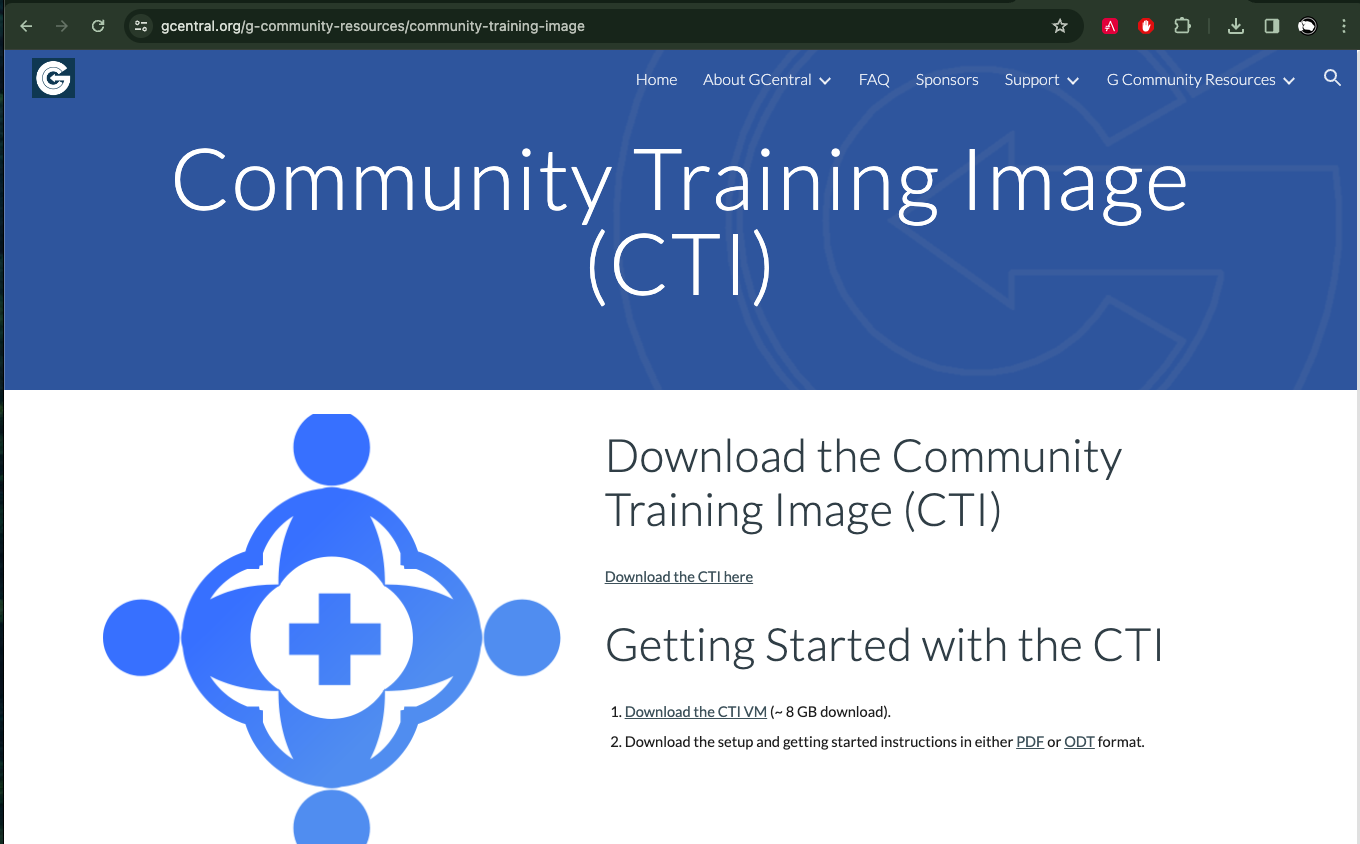 gcentral.org/g-community-resources/community-training-image
Home About GCentral FAQ Sponsors Support G Community Resources
Community Training Image
(CTI)
Download the Community
Training Image (CTI)
Download the CTI here
Getting Started with the CTI
1. Download the CTI VM (~ 8 GB download).
2. Download the setup and getting started instructions in either PDF or ODT format.